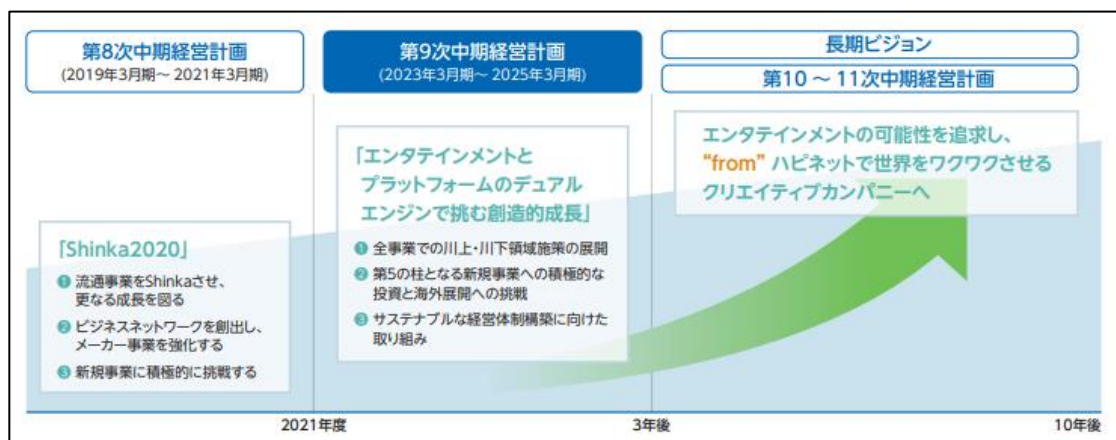 第8次中期経営計画
(2019年3月期～2021年3月期)
第9次中期経営計画
(2023年3月期～2025年3月期)
長期ビジョン
第10～11次中期経営計画
「Shinka2020」
❶ 流通事業をShinkaさせ、
更なる成長を図る
❷ ビジネスネットワークを創出し、
メーカー事業を強化する
❸ 新規事業に積極的に挑戦する
「エンタテインメントと
プラットフォームのデュアル
エンジンで挑む創造的成長」
❶ 全事業での川上・川下領域施策の展開
❷ 第5の柱となる新規事業への積極的な
投資と海外展開への挑戦
❸ サステナブルな経営体制構築に向けた
取り組み
エンタテインメントの可能性を追求し、
“from” ハピネットで世界をワクワクさせる
クリエイティブカンパニーへ
2021年度
3年後
10年後